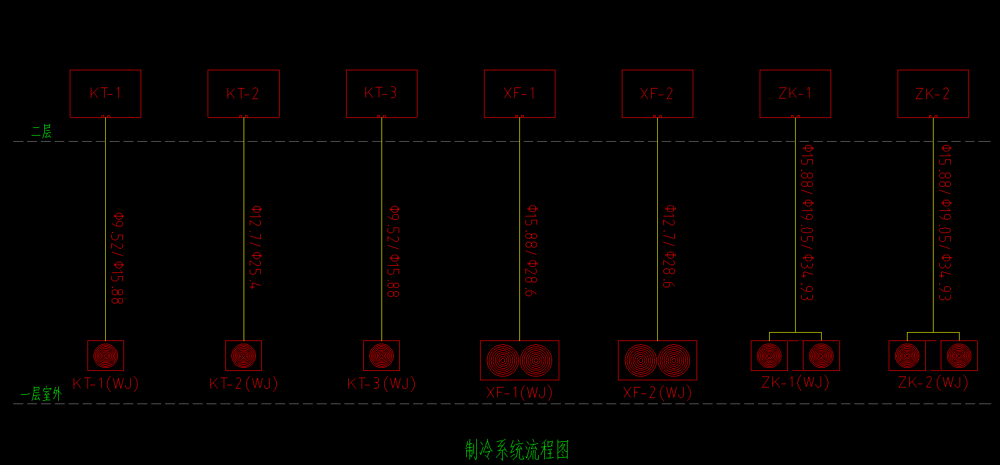 KT-1
KT-2
KT-3
XF-1
XF-2
ZK-1
ZK-2
二层
Φ9.52/Φ15.88
Φ12.7/Φ25.4
Φ9.52/Φ15.88
Φ15.88/Φ28.6
Φ12.7/Φ28.6
Φ15.88/Φ19.05/Φ34.93
Φ15.88/Φ19.05/Φ34.93
KT-1(WJ)
KT-2(WJ)
KT-3(WJ)
XF-1(WJ)
XF-2(WJ)
ZK-1(WJ)
ZK-2(WJ)
一层室外
制冷系统流程图